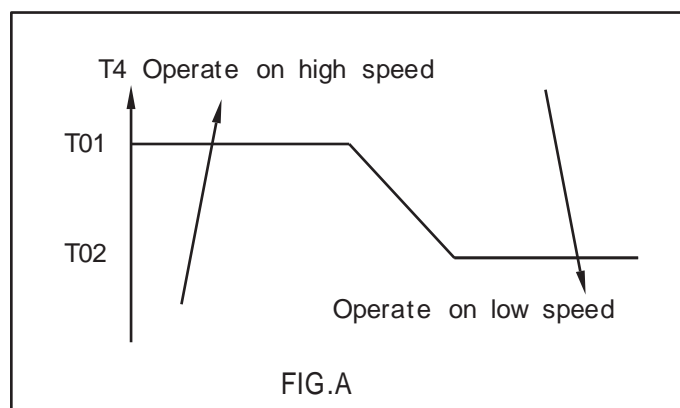 T4 Operate on high speed
T01
T02
Operate on low speed
FIG.A